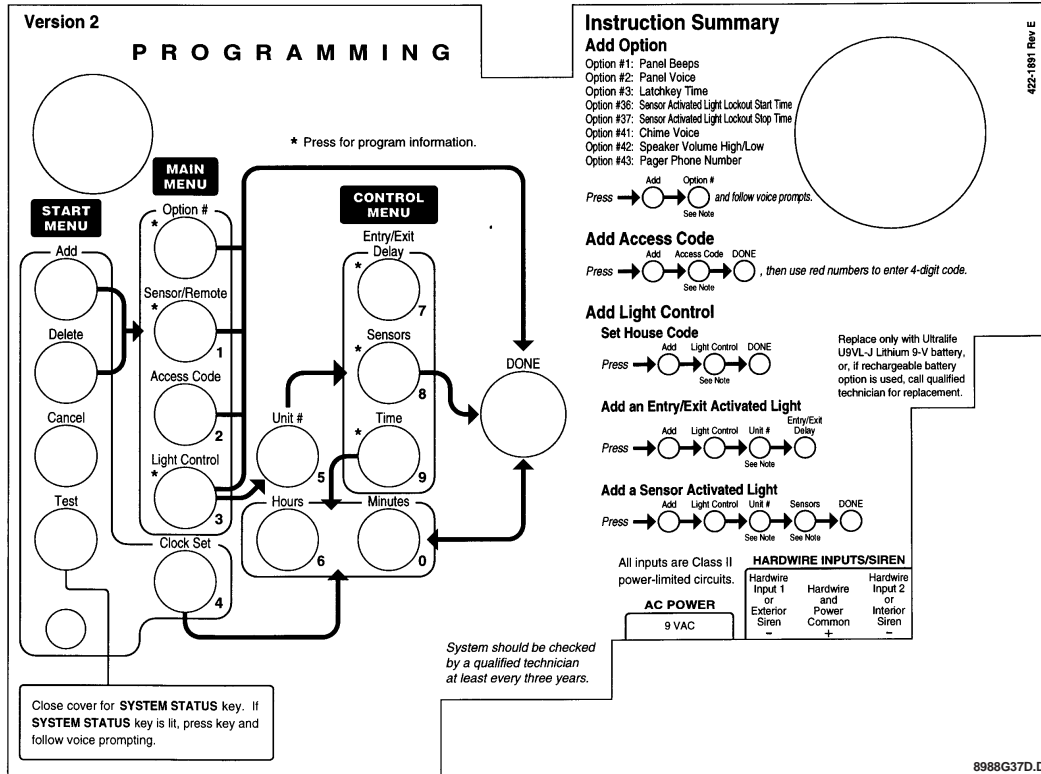 Version 2
P R O G R A M M I N G
* Press for program information.
MAIN
MENU
START
MENU
CONTROL
MENU
Add
Delete
Cancel
Test
Option #
*
Sensor/Remote
*
1
Access Code
2
Light Control
*
3
Clock Set
4
Unit #
5
Entry/Exit
Delay
*
7
Sensors
*
8
Time
*
9
Hours
6
Minutes
0
DONE
Close cover for SYSTEM STATUS key. If
SYSTEM STATUS key is lit, press key and
follow voice prompting.
Instruction Summary
Add Option
Option #1: Panel Beeps
Option #2: Panel Voice
Option #3: Latchkey Time
Option #36: Sensor Activated Light Lockout Start Time
Option #37: Sensor Activated Light Lockout Stop Time
Option #41: Chime Voice
Option #42: Speaker Volume High/Low
Option #43: Pager Phone Number
Add Option #
Press and follow voice prompts.
See Note
Add Access Code
Add Access Code DONE
Press , then use red numbers to enter 4-digit code.
See Note
Add Light Control
Set House Code
Add Light Control DONE
Press
See Note
Add an Entry/Exit Activated Light
Add Light Control Unit # Entry/Exit
Delay
Press
See Note
Add a Sensor Activated Light
Add Light Control Unit # Sensors DONE
Press
See Note See Note
Replace only with Ultralife
U9VL-J Lithium 9-V battery,
or, if rechargeable battery
option is used, call qualified
technician for replacement.
422-1891 Rev E
All inputs are Class II
power-limited circuits.
AC POWER
9 VAC
HARDWIRE INPUTS/SIREN
Hardwire
Input 1
or
Exterior
Siren
–
Hardwire
and
Power
Common
+
Hardwire
Input 2
or
Interior
Siren
–
System should be checked
by a qualified technician
at least every three years.
8988G37D.D